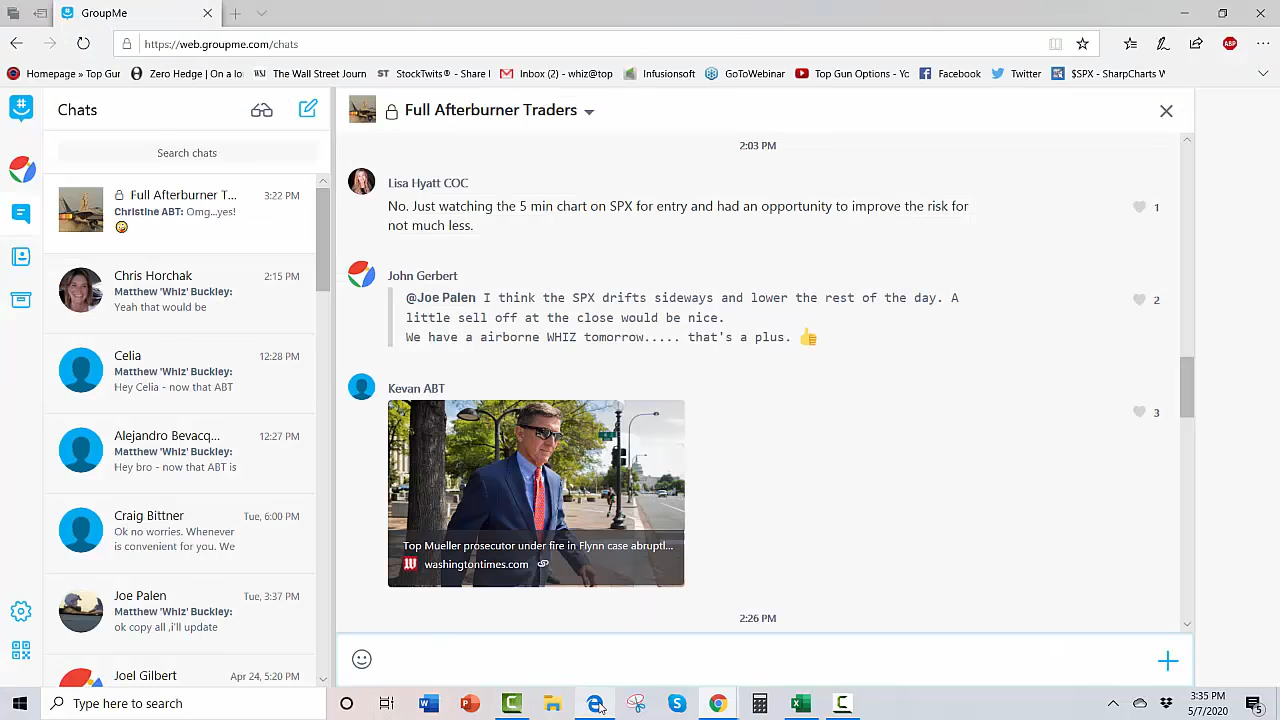 GroupMe
https://web.groupme.com/chats
ABP
Homepage » Top Gun
Zero Hedge | On a lo
The Wall Street Journ
ST StockTwits® - Share I
Inbox (2) - whiz@top
Infusionsoft
GoToWebinar
Top Gun Options - Yo
Facebook
Twitter
$SPX - SharpCharts W
Chats
Search chats
Full Afterburner T... 3:22 PM
Christine ABT: Omg...yes!
Chris Horchak 2:15 PM
Matthew 'Whiz' Buckley:
Yeah that would be
Celia 12:28 PM
Matthew 'Whiz' Buckley:
Hey Celia - now that ABT
Alejandro Bevacq... 12:27 PM
Matthew 'Whiz' Buckley:
Hey bro - now that ABT is
Craig Bittner Tue, 6:00 PM
Ok no worries. Whenever
is convenient for you. We
Joe Palen Tue, 3:37 PM
Matthew 'Whiz' Buckley:
ok copy all ,i'll update
Joel Gilbert Apr 24, 5:20 PM
Full Afterburner Traders
2:03 PM
Lisa Hyatt COC
No. Just watching the 5 min chart on SPX for entry and had an opportunity to improve the risk for
not much less.
1
John Gerbert
@Joe Palen I think the SPX drifts sideways and lower the rest of the day. A
little sell off at the close would be nice.
We have a airborne WHIZ tomorrow..... that's a plus.
2
Kevan ABT
3
Top Mueller prosecutor under fire in Flynn case abruptl...
W washingtontimes.com
2:26 PM
Type here to search
3:35 PM
5/7/2020
5